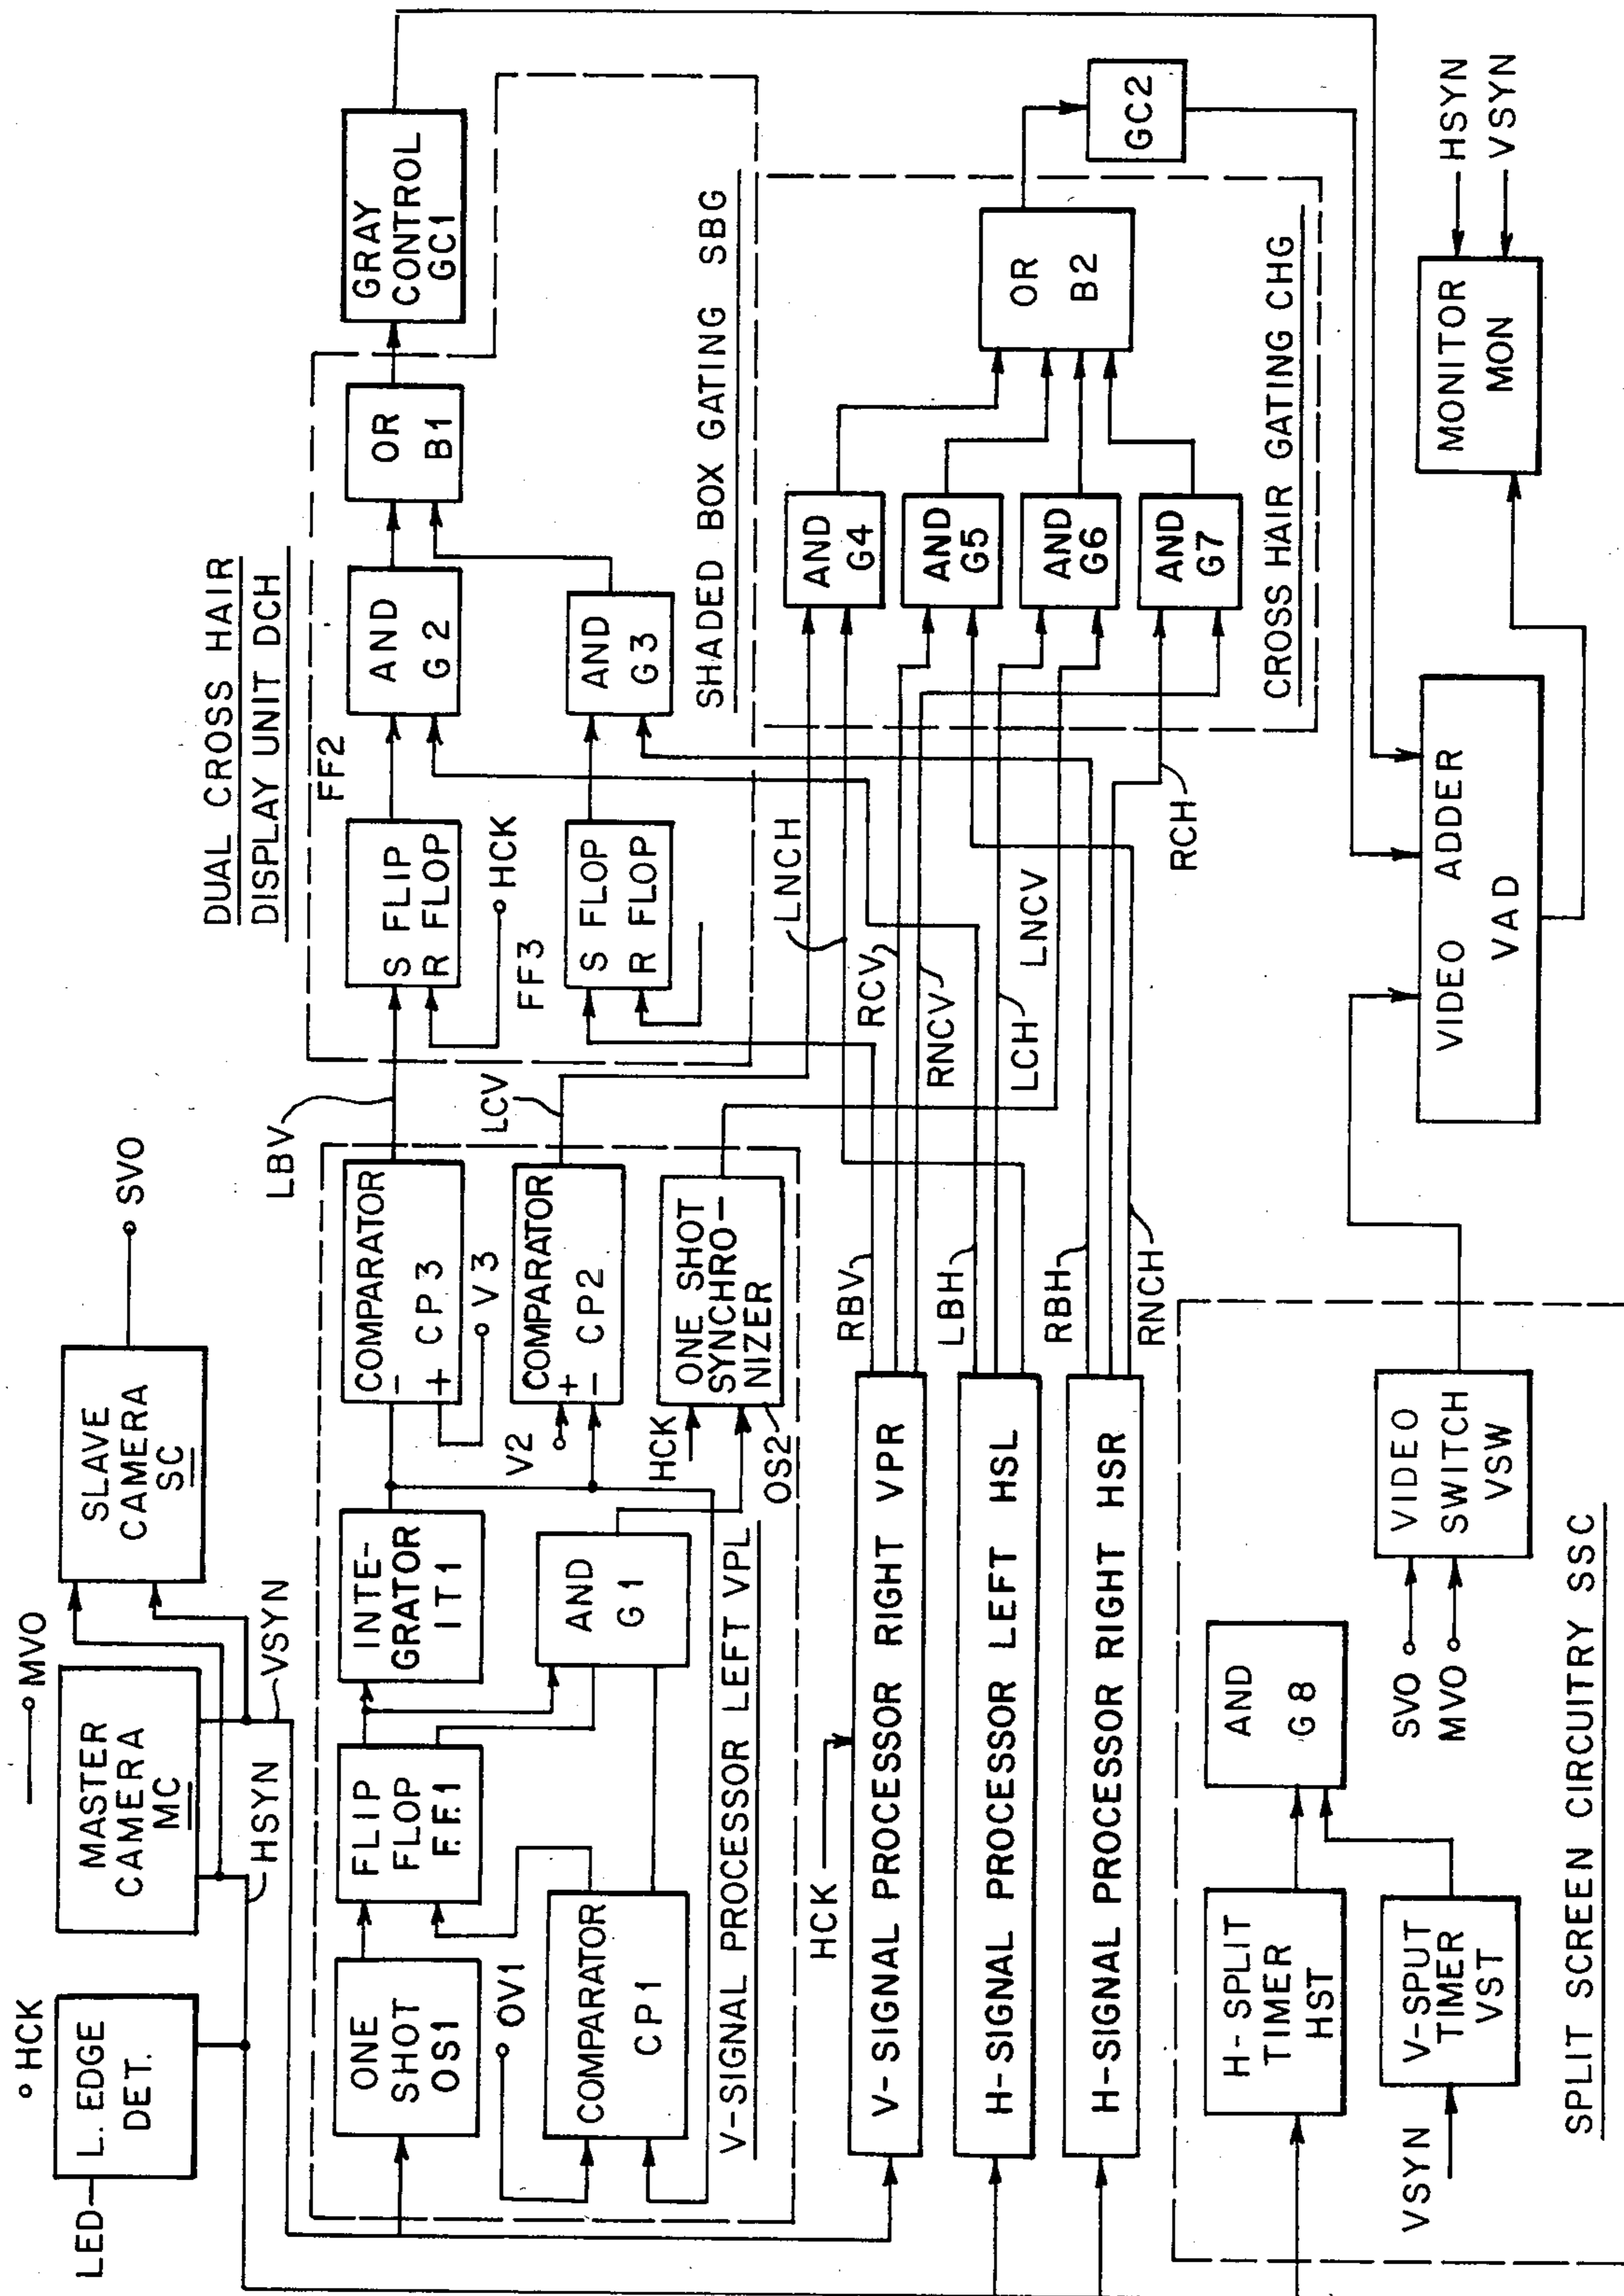 HCK
LED
L. EDGE
DET.
MVO
MASTER
CAMERA
MC
SLAVE
CAMERA
SC
SVO
HSYN
VSYN
DUAL CROSS HAIR
DISPLAY UNIT DCH
ONE
SHOT
OS1
FLIP
FLOP
F.F.1
INTE-
GRATOR
IT1
COMPARATOR
-
+ CP3
V3
LBV
S FLIP
R FLOP
FF2
HCK
AND
G2
OR
B1
GRAY
CONTROL
GC1
OV1
COMPARATOR
CP1
AND
G1
V2
COMPARATOR
+
- CP2
LCV
FF3
S FLOP
R FLOP
AND
G3
HCK
ONE SHOT
SYNCHRO-
NIZER
OS2
V-SIGNAL PROCESSOR LEFT VPL
SHADED BOX GATING SBG
HCK
V-SIGNAL PROCESSOR RIGHT VPR
RBV
RCV
RNCV
LNCH
H-SIGNAL PROCESSOR LEFT HSL
LBH
LCH
LNCV
H-SIGNAL PROCESSOR RIGHT HSR
RBH
RNCH
RCH
AND
G4
AND
G5
AND
G6
AND
G7
OR
B2
GC2
CROSS HAIR GATING CHG
H-SPLIT
TIMER
HST
AND
G8
VSYN
V-SPUT
TIMER
VST
SVO
MVO
VIDEO
SWITCH
VSW
SPLIT SCREEN CIRCUITRY SSC
VIDEO ADDER
VAD
MONITOR
MON
HSYN
VSYN